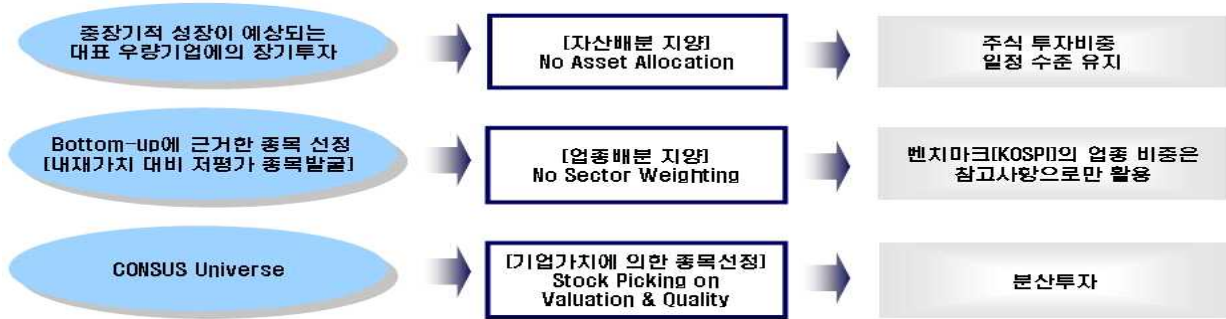 중장기적 성장이 예상되는
대표 우량기업에의 장기투자
[자산배분 지양]
No Asset Allocation
주식 투자비중
일정 수준 유지
Bottom-up에 근거한 종목 선정
[내재가치 대비 저평가 종목발굴]
[업종배분 지양]
No Sector Weighting
벤치마크[KOSPI]의 업종 비중은
참고사항으로만 활용
CONSUS Universe
[기업가치에 의한 종목선정]
Stock Picking on
Valuation & Quality
분산투자